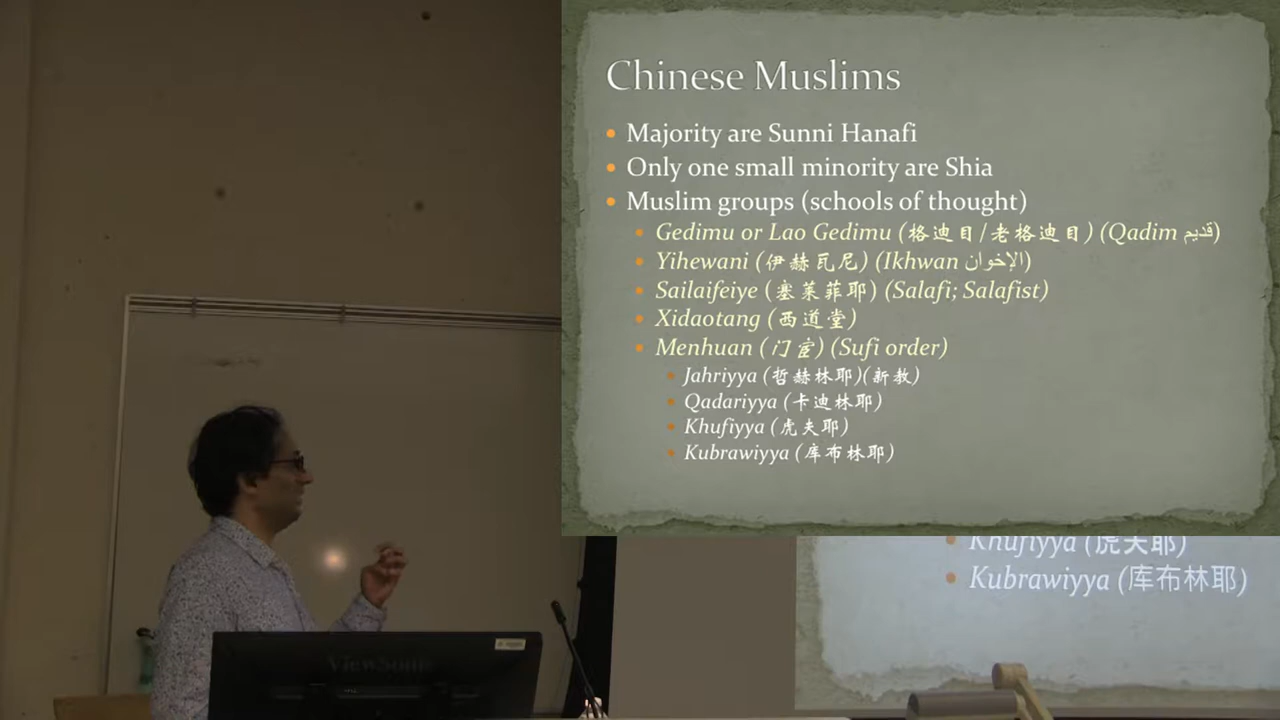 Chinese Muslims
• Majority are Sunni Hanafi
• Only one small minority are Shia
• Muslim groups (schools of thought)
• Gedimu or Lao Gedimu (格迪目/老格迪目) (Qadim قديم)
• Yihewani (伊赫瓦尼) (Ikhwan الإخوان)
• Sailaifeiye (塞莱菲耶) (Salafi; Salafist)
• Xidaotang (西道堂)
• Menhuan (门宦) (Sufi order)
• Jahriyya (哲赫林耶)(新教)
• Qadariyya (卡迪林耶)
• Khufiyya (虎夫耶)
• Kubrawiyya (库布林耶)
• Khufiyya (虎夫耶)
• Kubrawiyya (库布林耶)
ViewSonic